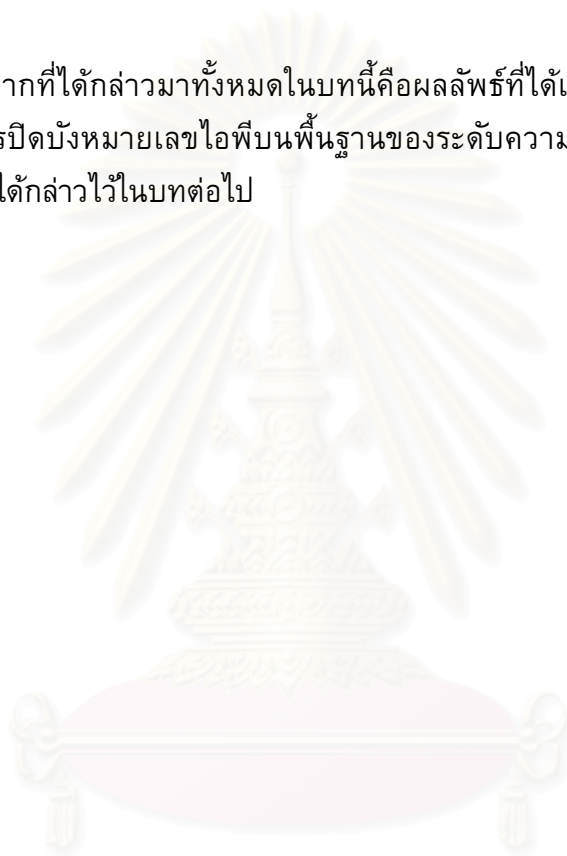 ากที่ได้กล่าวมาทั้งหมดในบทนี้คือผลลัพธ์ที่ได้เ
รปิดบังหมายเลขไอพีบนพื้นฐานของระดับความ
ได้กล่าวไว้ในบทต่อไป